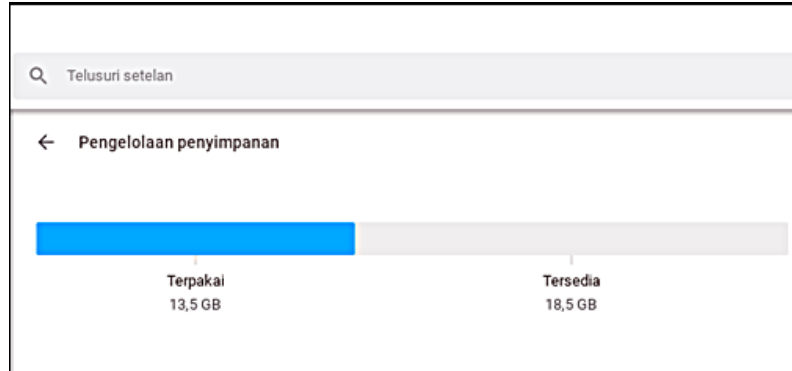 Telusuri setelan
Pengelolaan penyimpanan
Terpakai
13,5 GB
Tersedia
18,5 GB